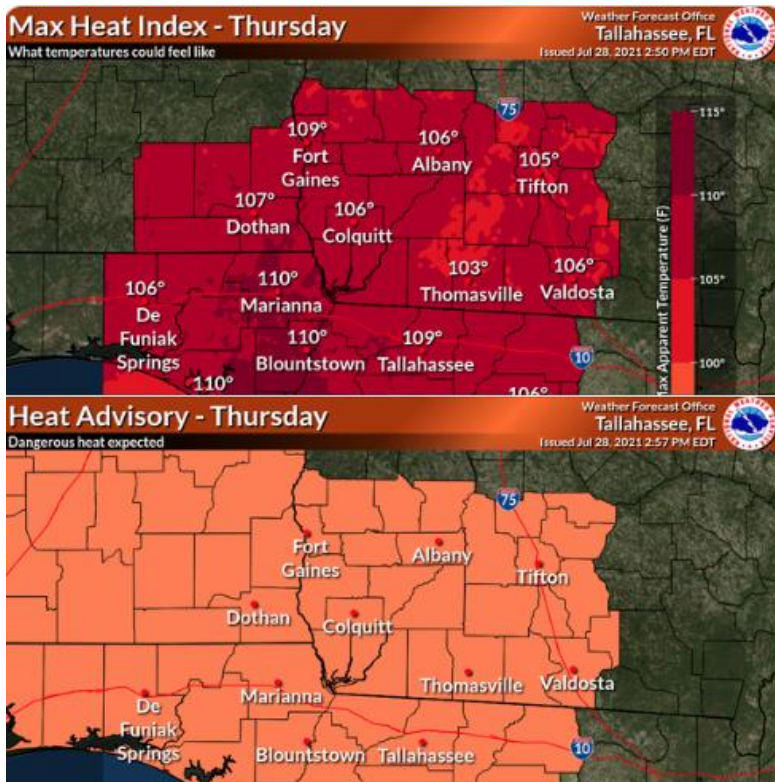 Max Heat Index - Thursday
What temperatures could feel like
Weather Forecast Office
Tallahassee, FL
Issued Jul 28, 2021 2:50 PM EDT
75
115°
109°
Fort
Gaines
106°
Albany
105°
Tifton
110°
107°
Dothan
106°
Colquitt
106°
De
Funiak
Springs
110°
Marianna
103°
Thomasville
106°
Valdosta
105°
Max Apparent Temperature (F)
110°
Blountstown
109°
Tallahassee
10
100°
110°
106°
Heat Advisory - Thursday
Dangerous heat expected
Weather Forecast Office
Tallahassee, FL
Issued Jul 28, 2021 2:57 PM EDT
75
Fort
Gaines
Albany
Tifton
Dothan
Colquitt
De
Funiak
Springs
Marianna
Thomasville
Valdosta
Blountstown
Tallahassee
10